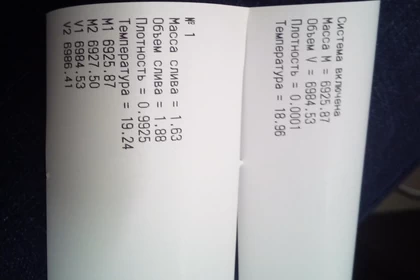 Система включена
Масса М = 6925.87
Объем V = 6984.53
Плотность = 0.0001
Температура = 18.96
№ 1
Масса слива = 1.63
Объем слива = 1.88
Плотность = 0.9925
Температура = 19.24
М1 6925.87
М2 6927.50
V1 6984.53
V2 6986.41